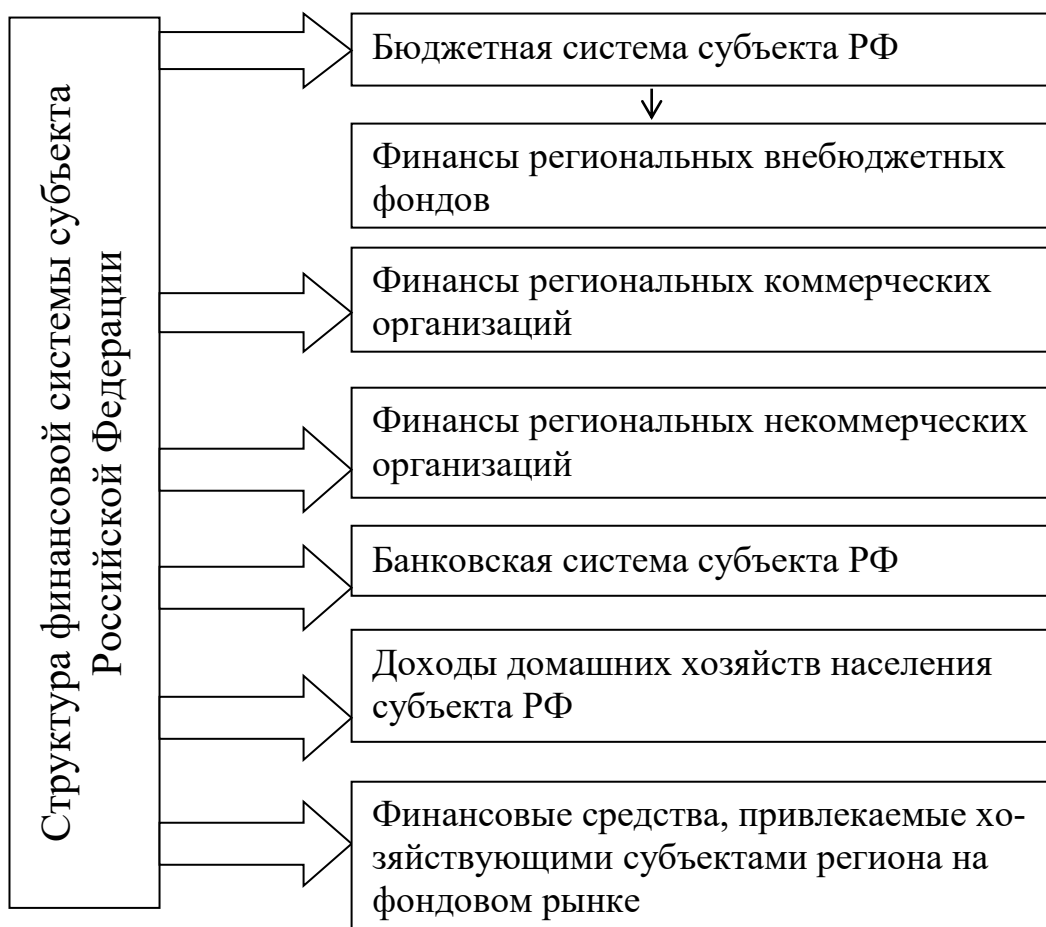 Структура финансовой системы субъекта
Российской Федерации
Бюджетная система субъекта РФ
Финансы региональных внебюджетных
фондов
Финансы региональных коммерческих
организаций
Финансы региональных некоммерческих
организаций
Банковская система субъекта РФ
Доходы домашних хозяйств населения
субъекта РФ
Финансовые средства, привлекаемые хо-
зяйствующими субъектами региона на
фондовом рынке